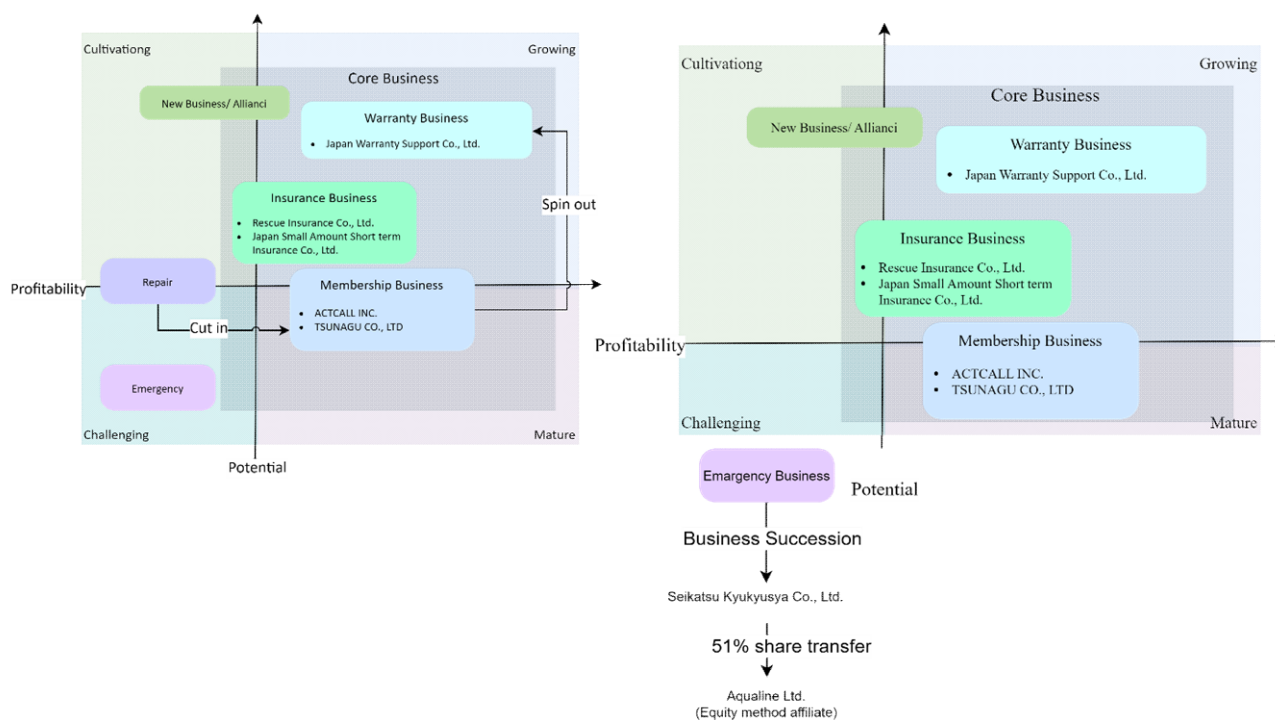 Cultivationg
Growing
Core Business
New Business/ Allianci
Warranty Business
• Japan Warranty Support Co., Ltd.
Insurance Business
• Rescue Insurance Co., Ltd.
• Japan Small Amount Short term
Insurance Co., Ltd.
Spin out
Profitability
Repair
Membership Business
• ACTCALL INC.
• TSUNAGU CO., LTD
Cut in
Emergency
Challenging
Mature
Potential
Cultivationg
Growing
Core Business
New Business/ Allianci
Warranty Business
• Japan Warranty Support Co., Ltd.
Insurance Business
• Rescue Insurance Co., Ltd.
• Japan Small Amount Short term
Insurance Co., Ltd.
Profitability
Membership Business
• ACTCALL INC.
• TSUNAGU CO., LTD
Challenging
Mature
Potential
Emargency Business
Business Succession
Seikatsu Kyukyusya Co., Ltd.
51% share transfer
Aqualine Ltd.
(Equity method affiliate)